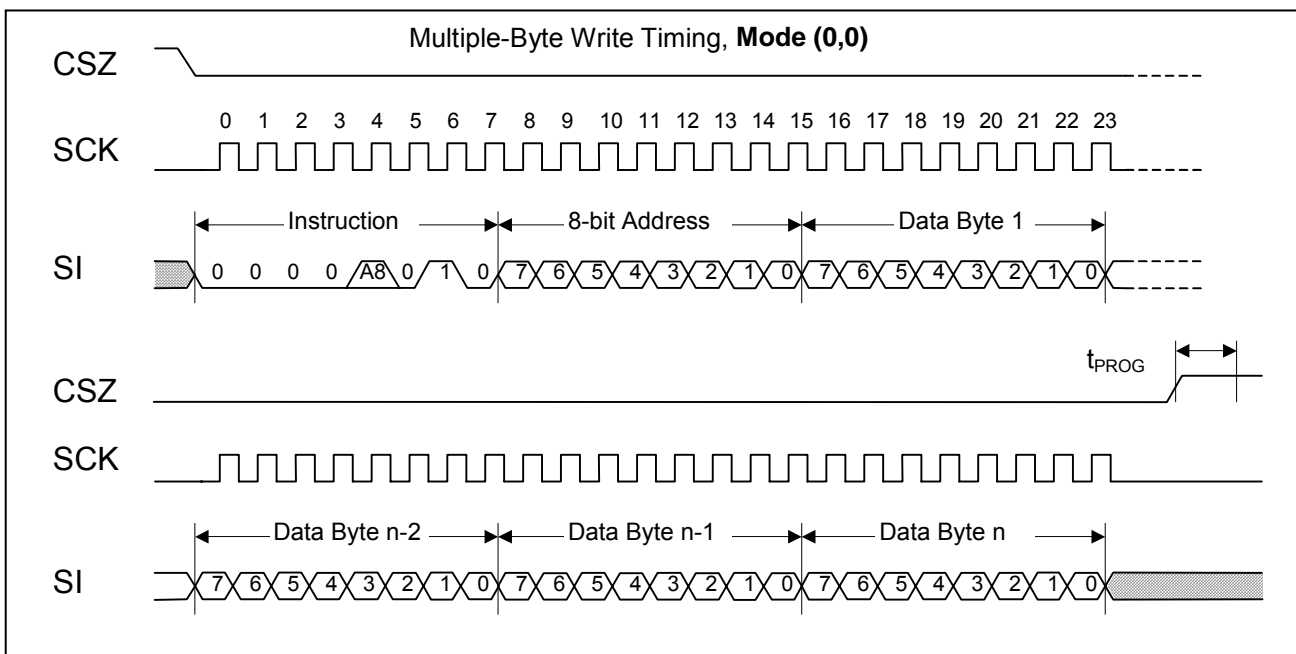 Multiple-Byte Write Timing, Mode (0,0)
CSZ
0 1 2 3 4 5 6 7 8 9 10 11 12 13 14 15 16 17 18 19 20 21 22 23
SCK
Instruction 8-bit Address Data Byte 1
SI 0 0 0 0 A8 0 1 0 7 6 5 4 3 2 1 0 7 6 5 4 3 2 1 0
tPROG
CSZ
SCK
Data Byte n-2 Data Byte n-1 Data Byte n
SI 7 6 5 4 3 2 1 0 7 6 5 4 3 2 1 0 7 6 5 4 3 2 1 0